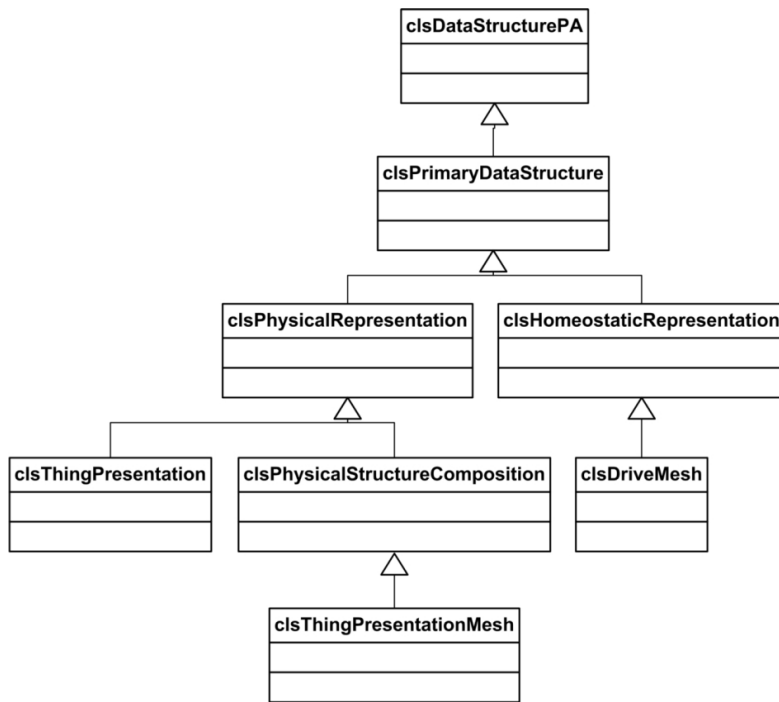 clsDataStructurePA
clsPrimaryDataStructure
clsPhysicalRepresentation
clsHomeostaticRepresentation
clsThingPresentation
clsPhysicalStructureComposition
clsDriveMesh
clsThingPresentationMesh